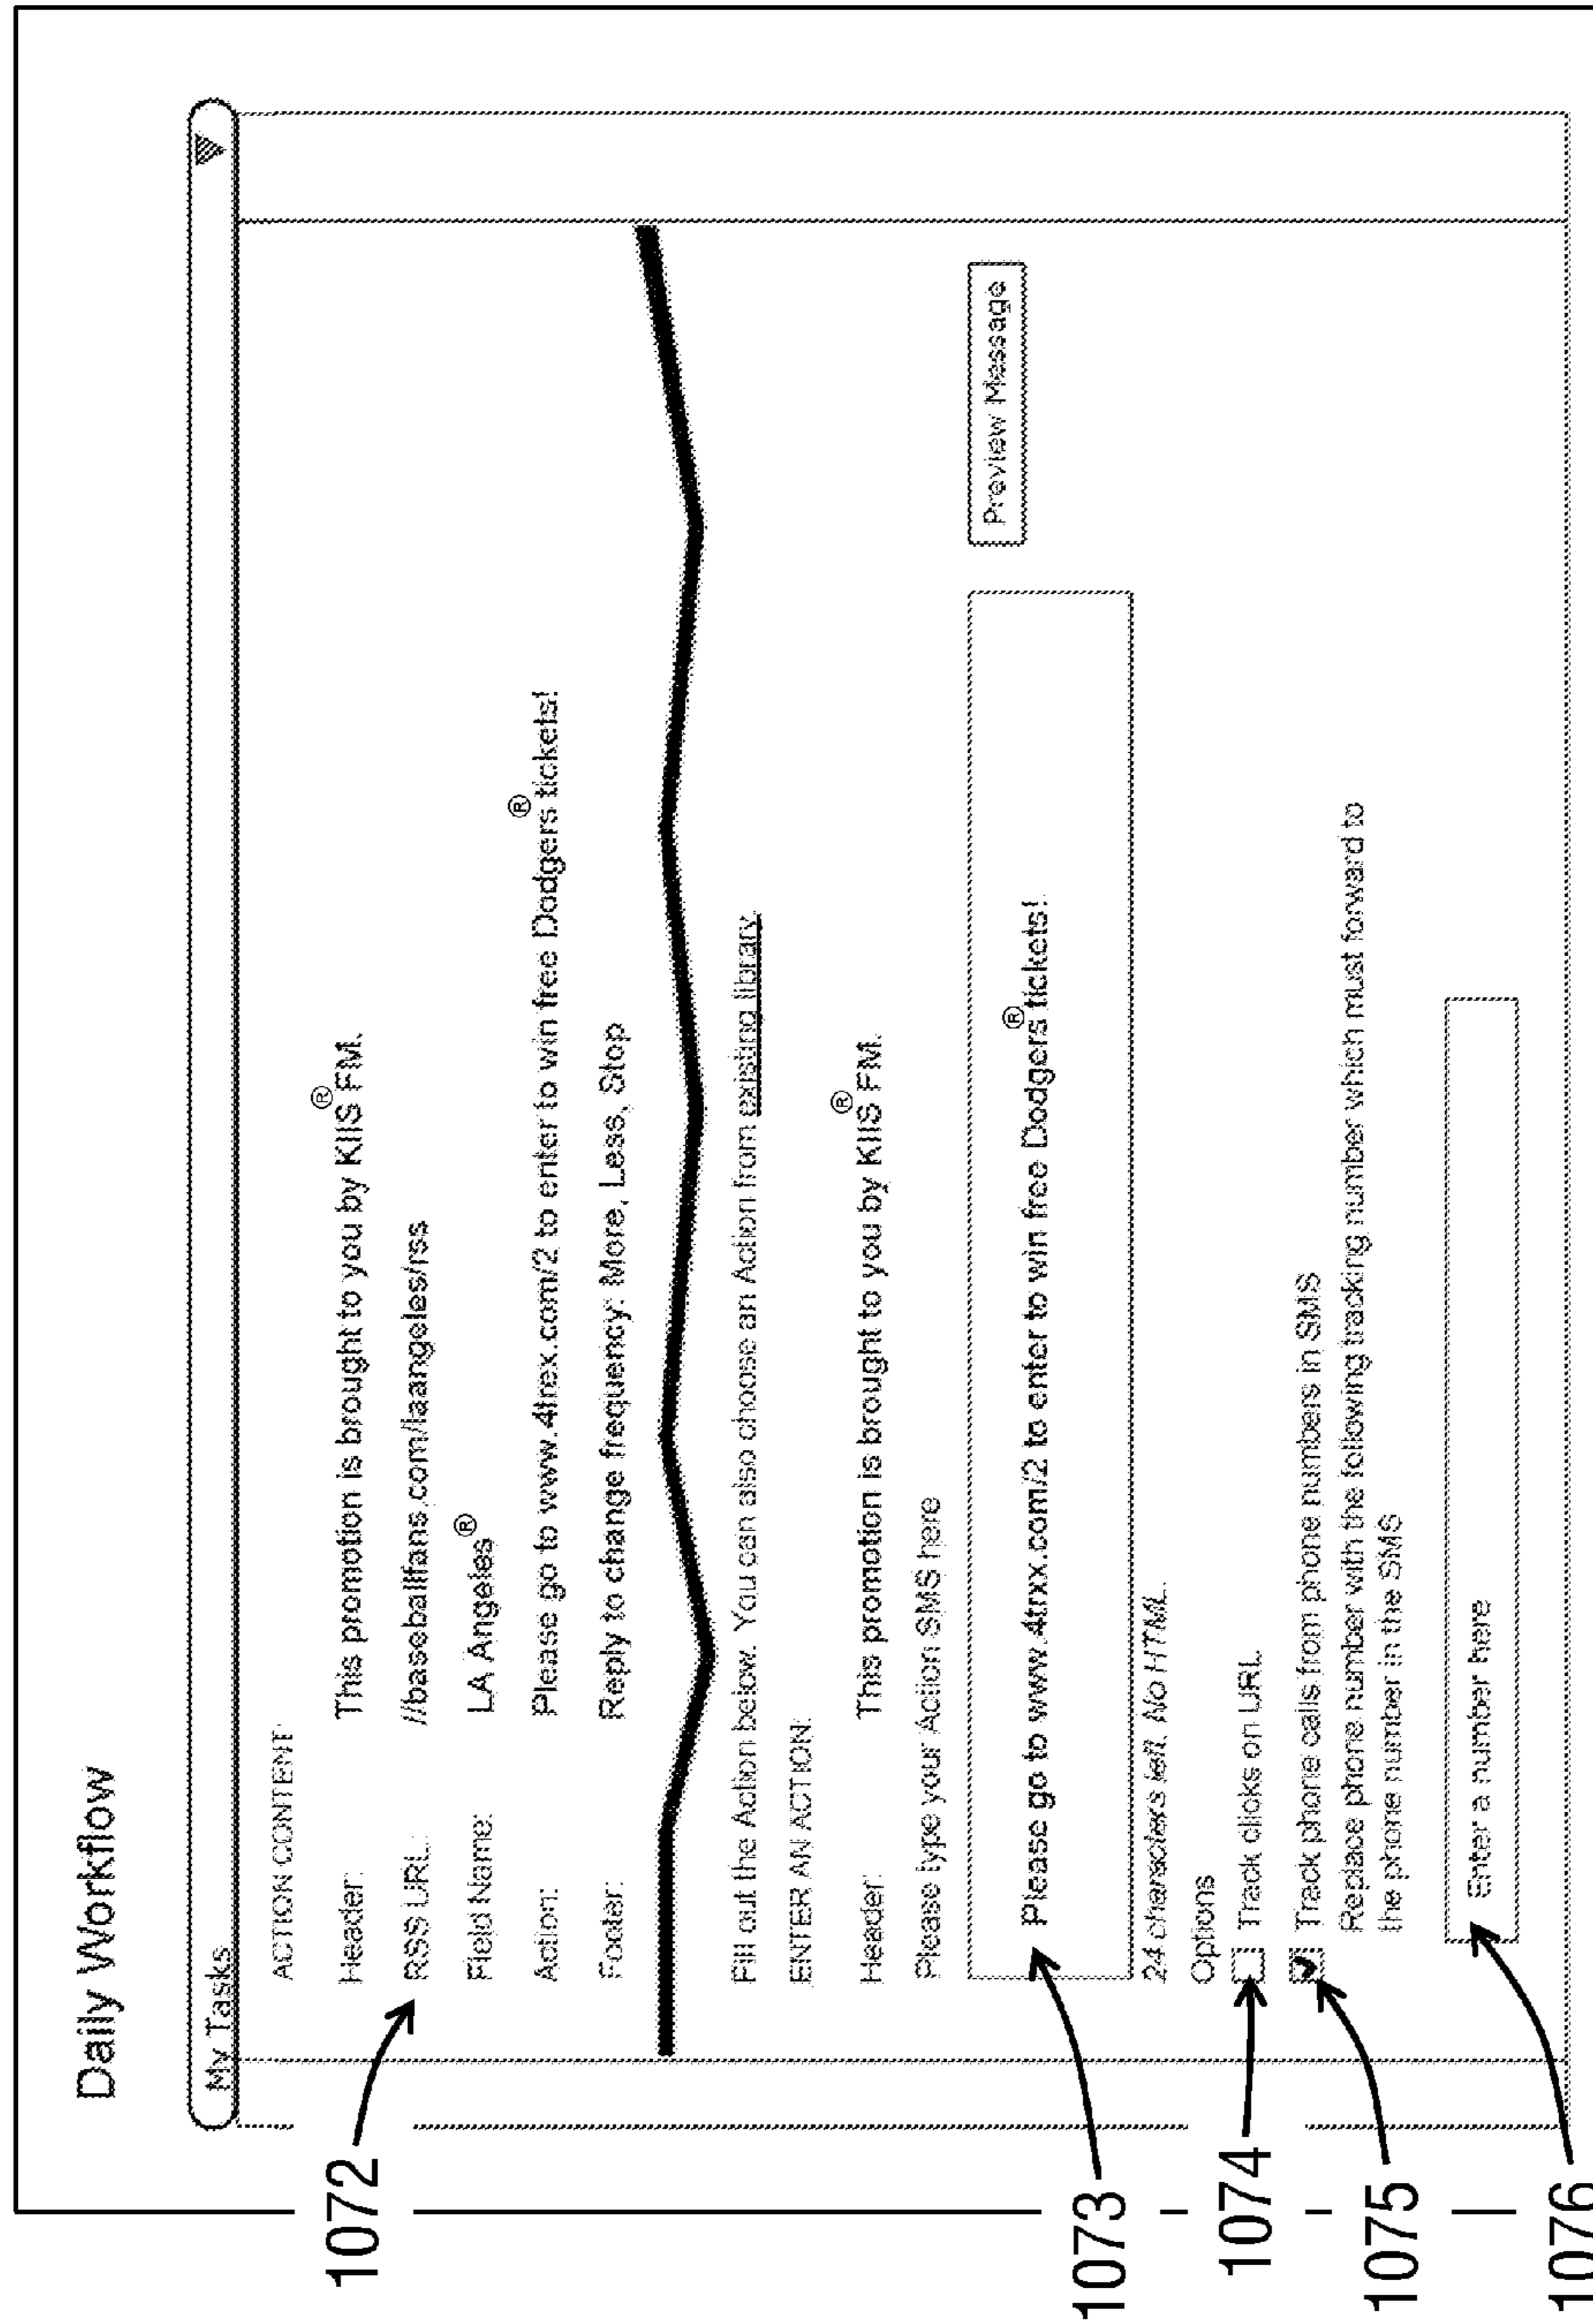 Daily Workflow
My Tasks
ACTION CONTENT
Header: This promotion is brought to you by KIIS® FM.
RSS URL: //baseballfans.com/laangeles/rss
Field Name: LA Angeles®
Action: Please go to www.4trex.com/2 to enter to win free Dodgers® tickets!
Footer: Reply to change frequency: More, Less, Stop
Fill out the Action below. You can also choose an Action from existing library.
ENTER AN ACTION:
Header: This promotion is brought to you by KIIS® FM.
Please type your Action SMS here
Please go to www.4trxx.com/2 to enter to win free Dodgers® tickets!
Preview Message
24 characters left. No HTML.
Options
Track clicks on URL
Track phone calls from phone numbers in SMS
Replace phone number with the following tracking number which must forward to
the phone number in the SMS
Enter a number here
1072
1073
1074
1075
1076